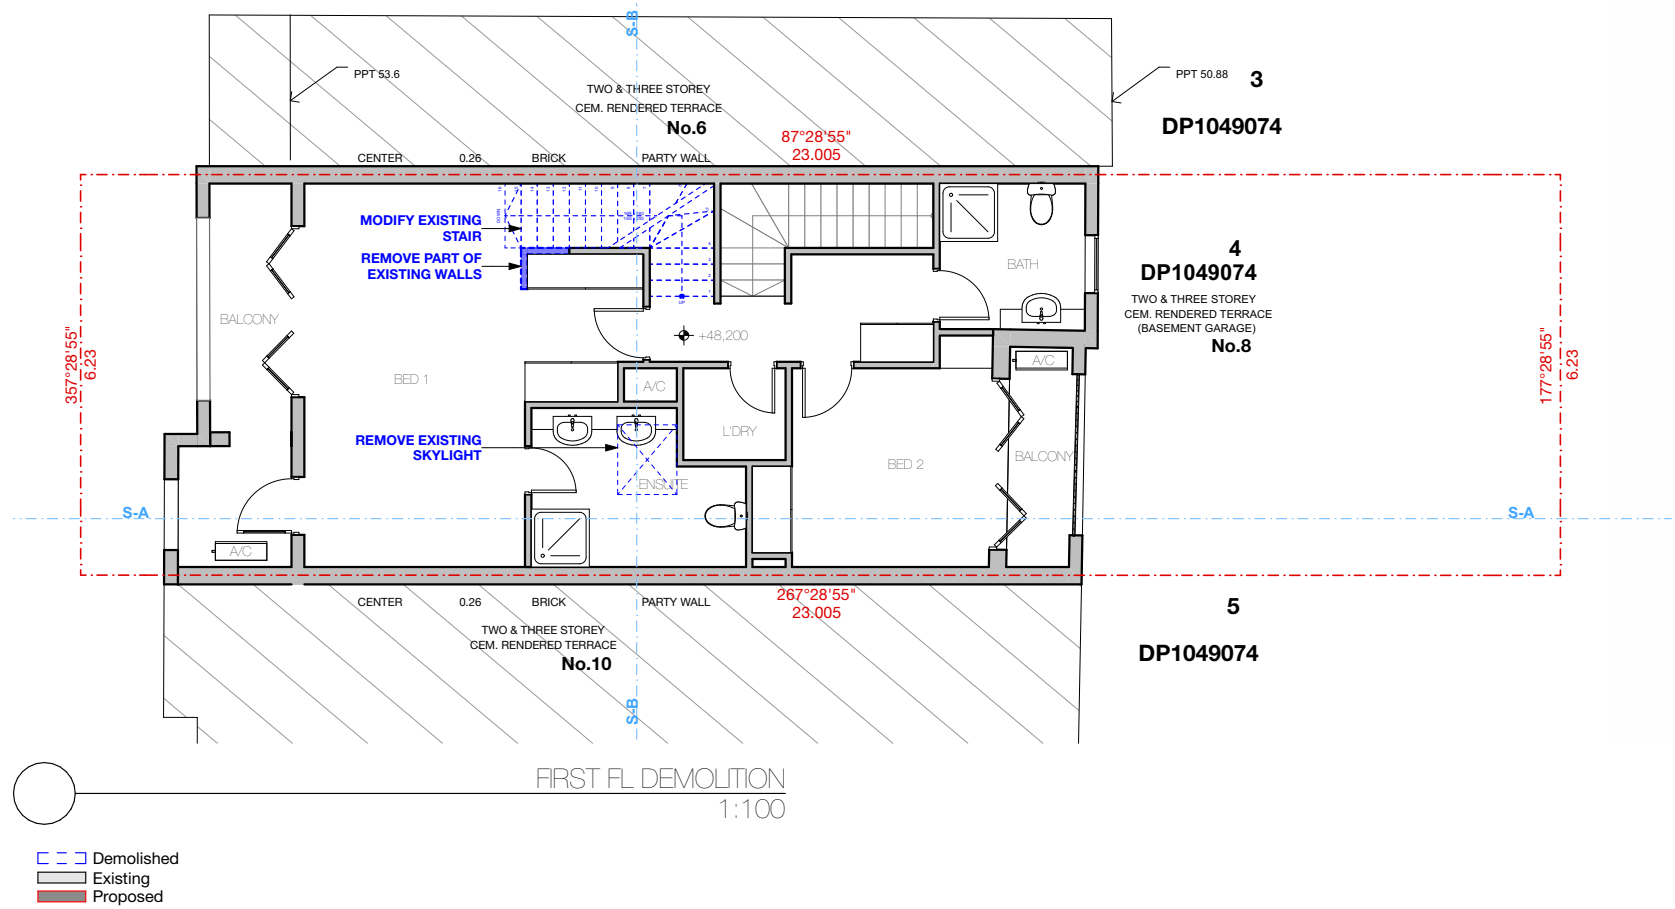 S-B
PPT 53.6
PPT 50.88
3
TWO & THREE STOREY
CEM. RENDERED TERRACE
No.6
DP1049074
87°28'55"
23.005
CENTER 0.26 BRICK PARTY WALL
MODIFY EXISTING
STAIR
REMOVE PART OF
EXISTING WALLS
DOWN
UP
BATH
4
DP1049074
TWO & THREE STOREY
CEM. RENDERED TERRACE
(BASEMENT GARAGE)
No.8
BALCONY
+48,200
357°28'55"
6.23
177°28'55"
6.23
A/C
BED 1
A/C
REMOVE EXISTING
SKYLIGHT
L'DRY
BED 2
BALCONY
ENSUITE
S-A
S-A
A/C
267°28'55"
23.005
CENTER 0.26 BRICK PARTY WALL
5
TWO & THREE STOREY
CEM. RENDERED TERRACE
No.10
DP1049074
S-B
FIRST FL DEMOLITION
1:100
Demolished
Existing
Proposed